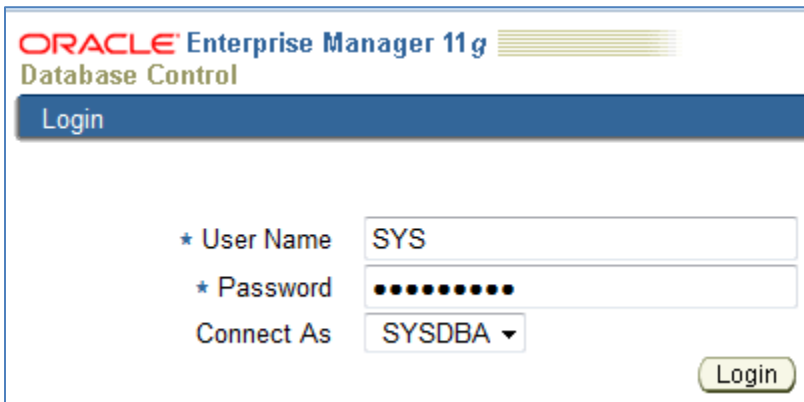 ORACLE Enterprise Manager 11g
Database Control
Login
* User Name SYS
* Password •••••••••
Connect As SYSDBA
Login